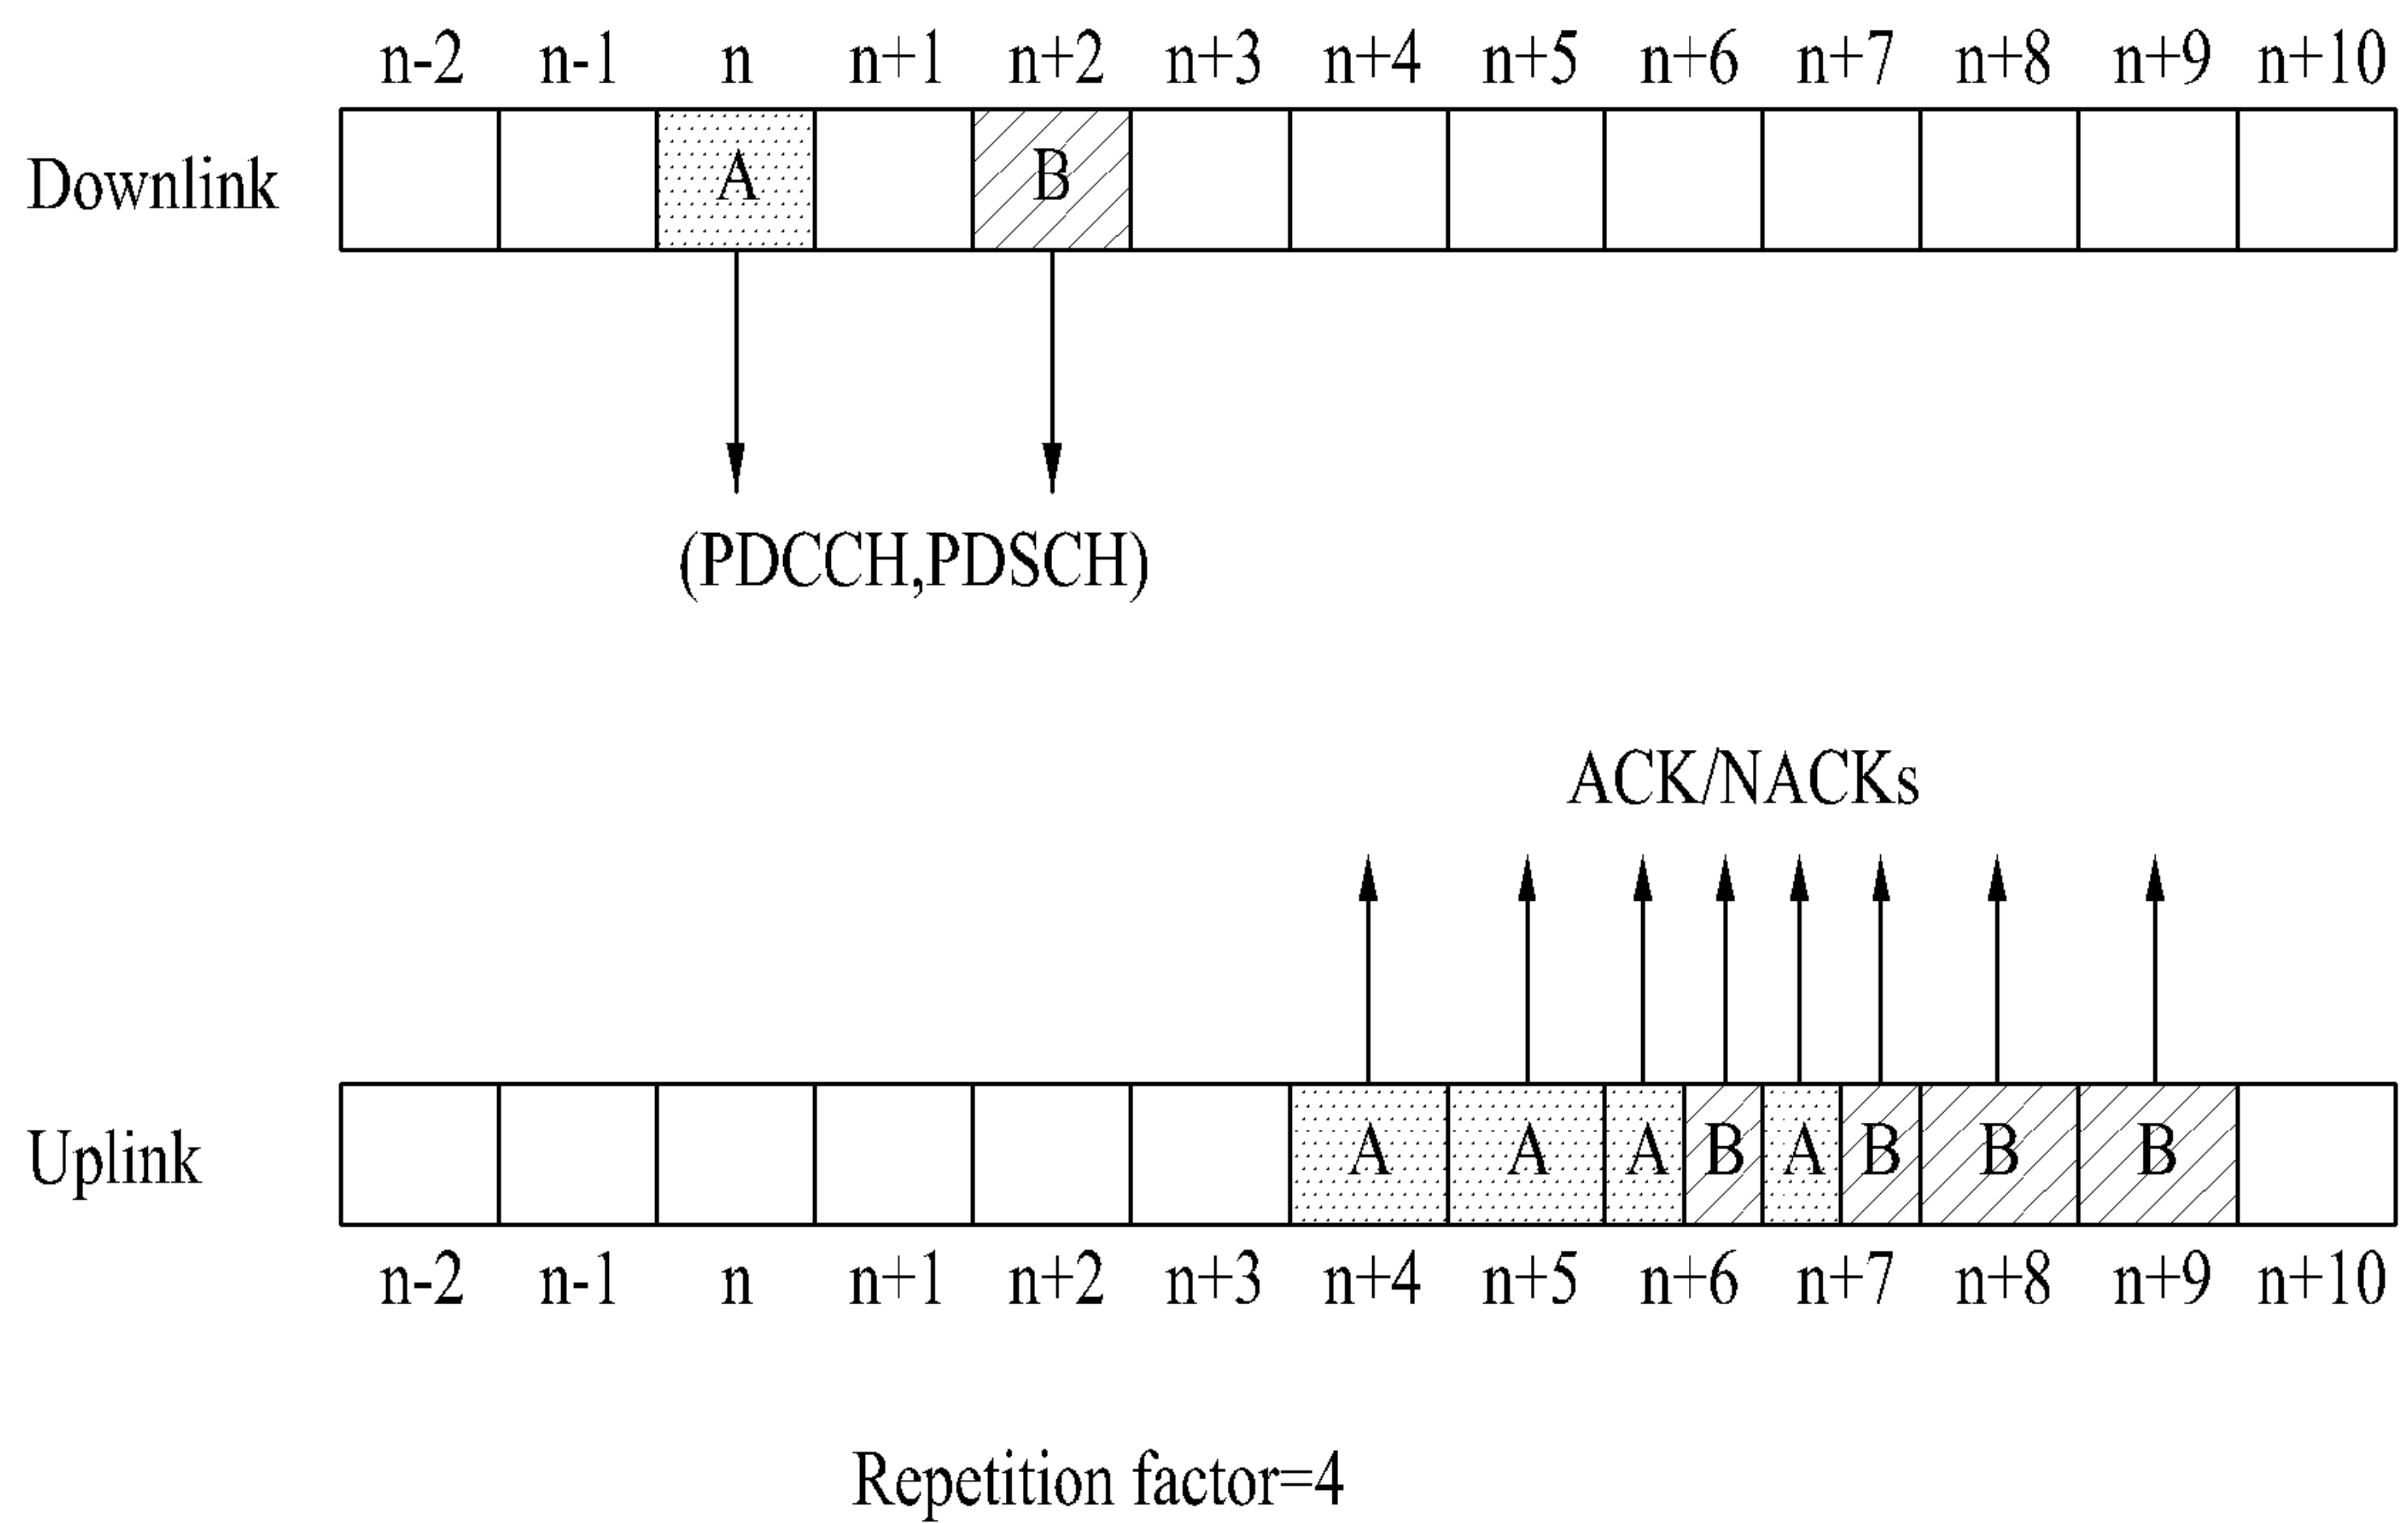 n-2 n-1 n n+1 n+2 n+3 n+4 n+5 n+6 n+7 n+8 n+9 n+10
Downlink A B
(PDCCH,PDSCH)
ACK/NACKs
Uplink A A A B A B B B
n-2 n-1 n n+1 n+2 n+3 n+4 n+5 n+6 n+7 n+8 n+9 n+10
Repetition factor=4